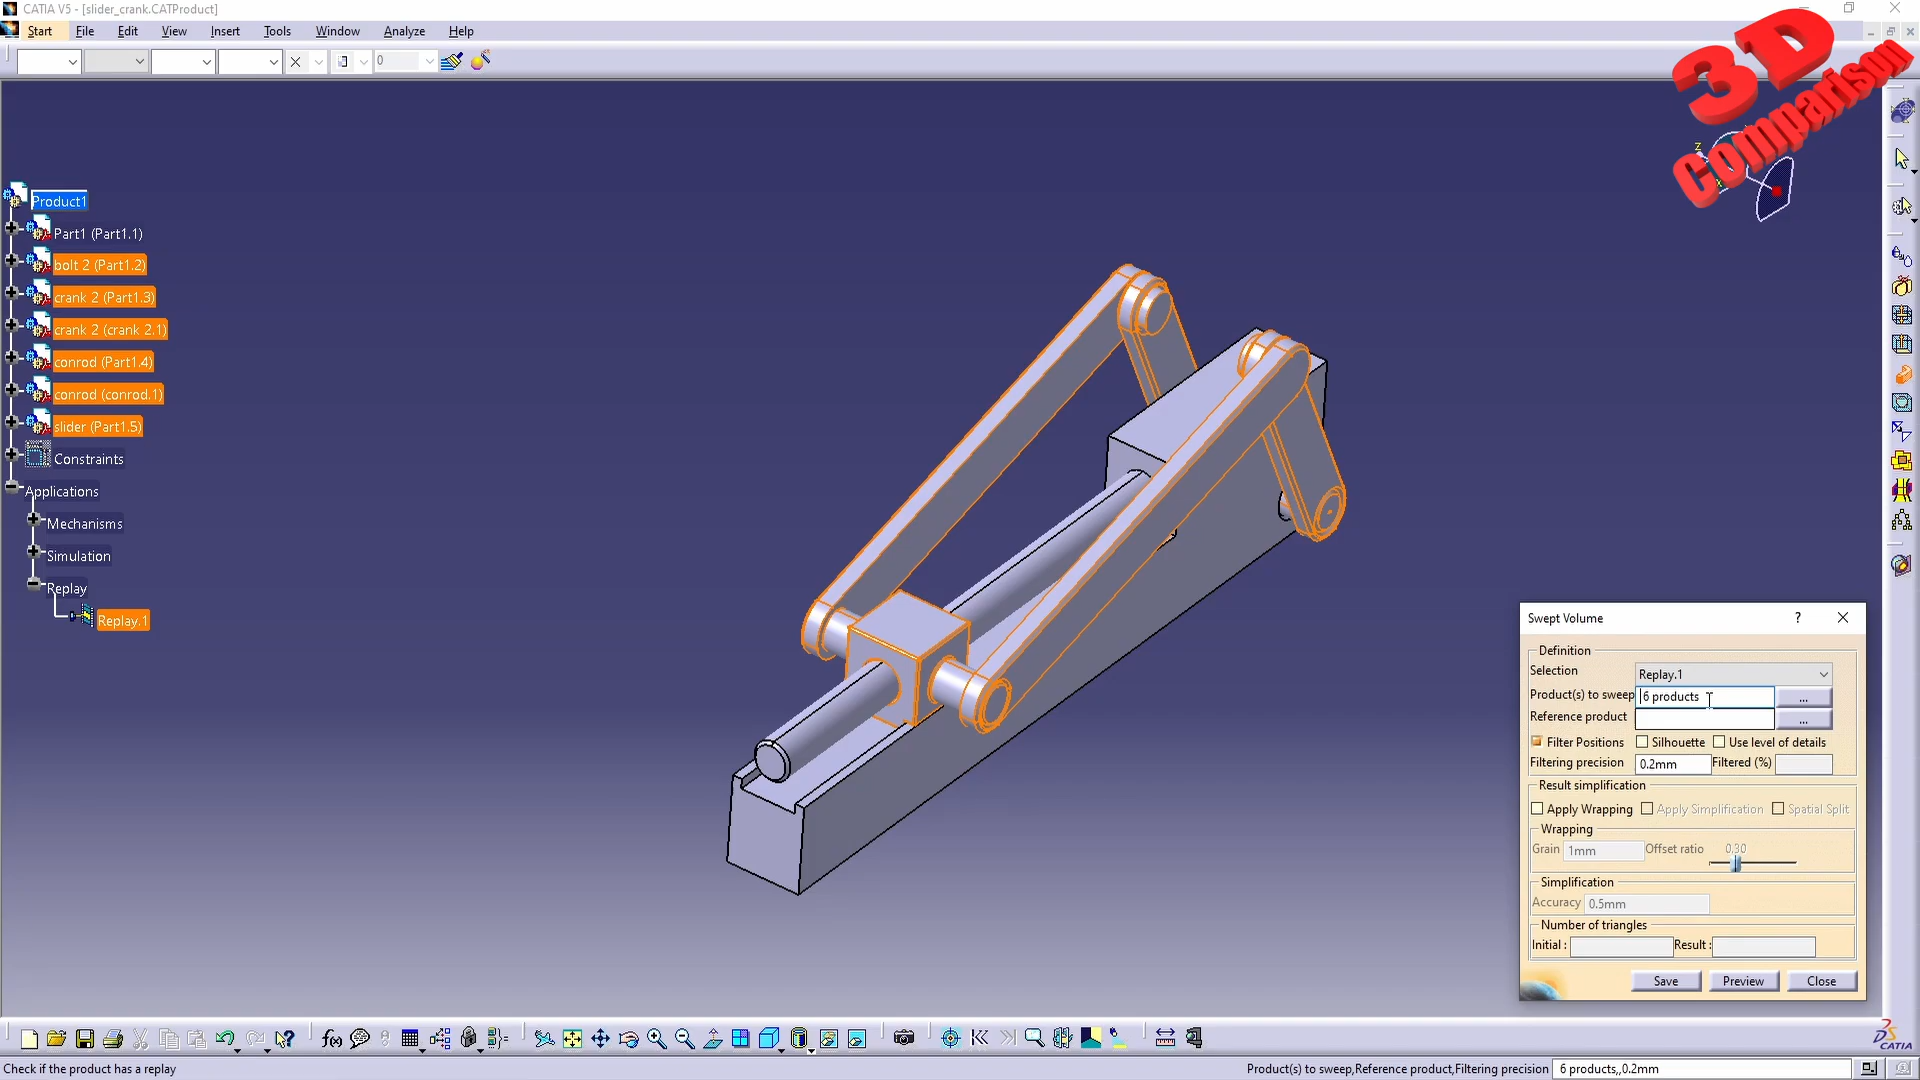 CATIA V5 - [slider_crank.CATProduct]
Start File Edit View Insert Tools Window Analyze Help
0
3D
Comparison
z
x
Product1
Part1 (Part1.1)
bolt 2 (Part1.2)
crank 2 (Part1.3)
crank 2 (crank 2.1)
conrod (Part1.4)
conrod (conrod.1)
slider (Part1.5)
Constraints
Applications
Mechanisms
Simulation
Replay
Replay.1
Swept Volume ?
Definition
Selection Replay.1
Product(s) to sweep 6 products ...
Reference product ...
Filter Positions Silhouette Use level of details
Filtering precision 0.2mm Filtered (%)
Result simplification
Apply Wrapping Apply Simplification Spatial Split
Wrapping
Grain 1mm Offset ratio 0.30
Simplification
Accuracy 0.5mm
Number of triangles
Initial : Result :
Save Preview Close
f(x)
CATIA
Check if the product has a replay
Product(s) to sweep,Reference product,Filtering precision 6 products,,0.2mm